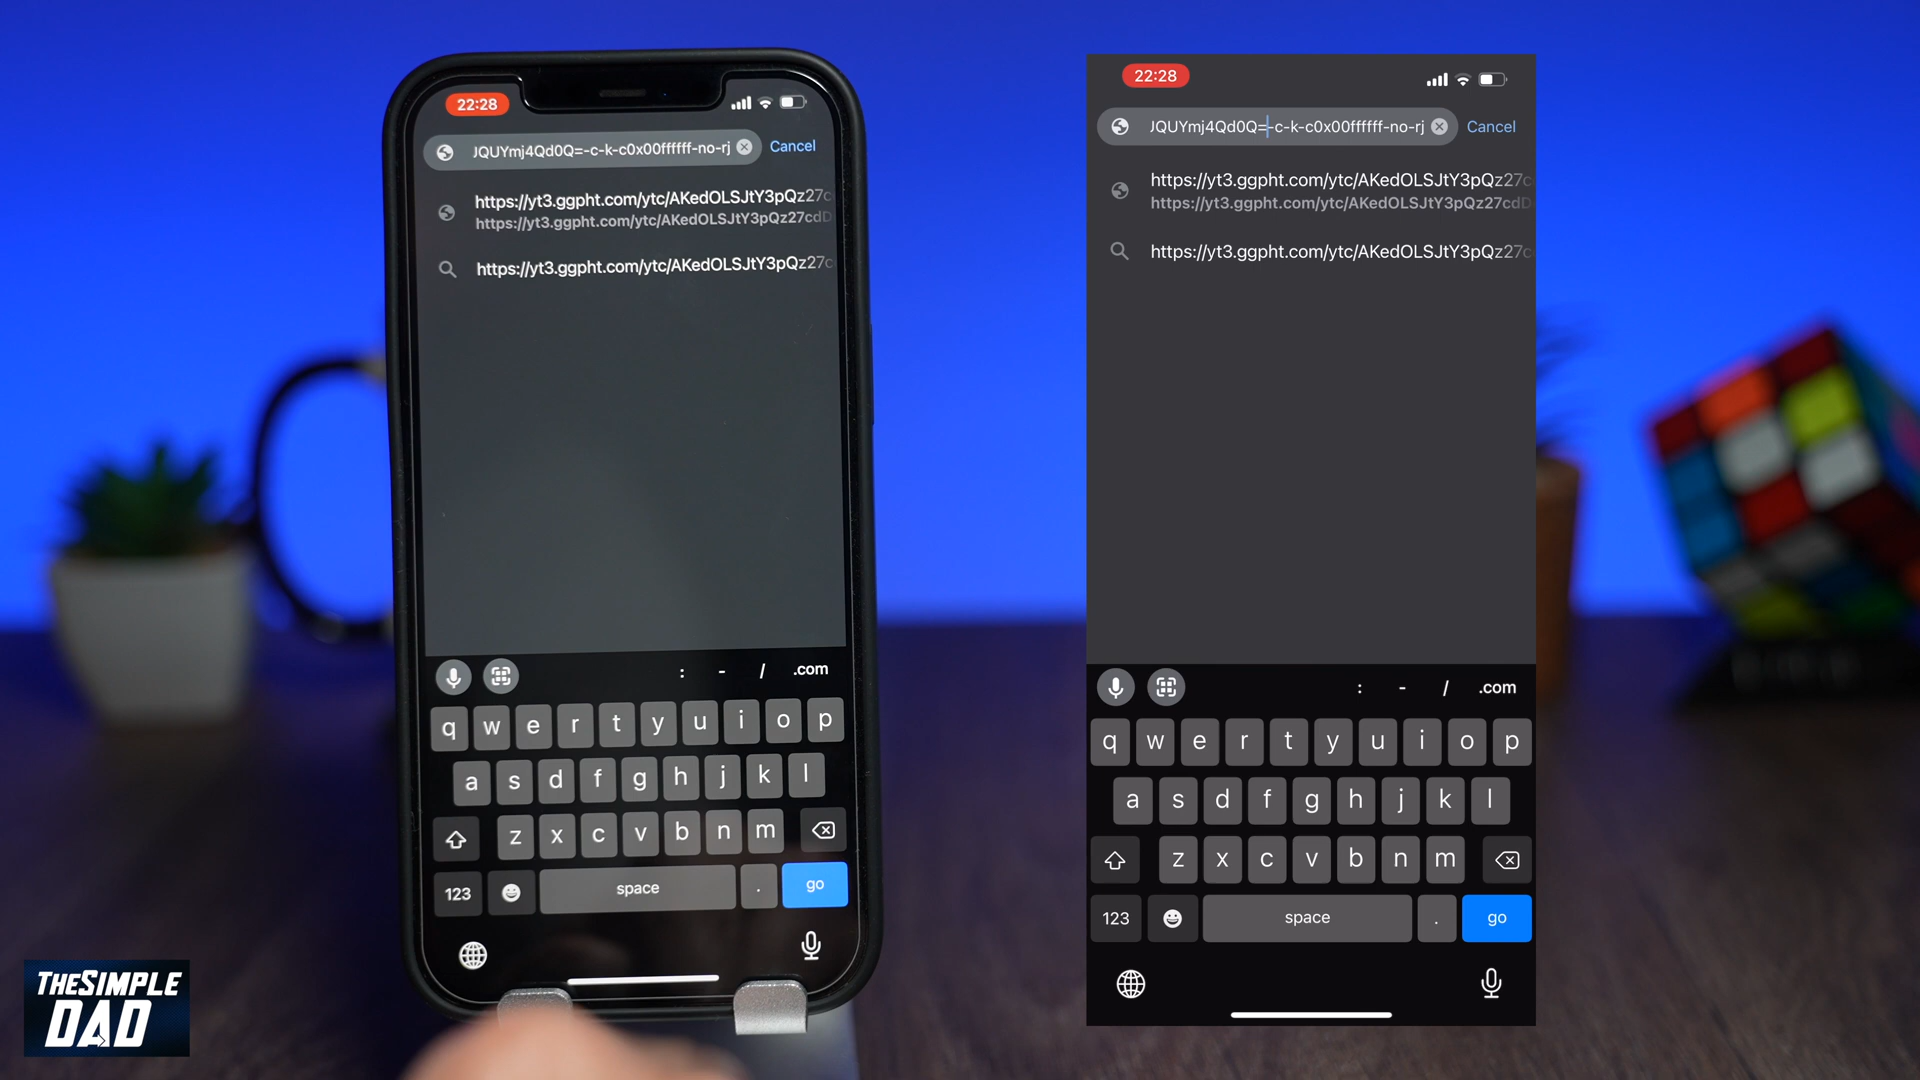 22:28
JQUYmj4Qd0Q=-c-k-c0x00ffffff-no-rj
Cancel
https://yt3.ggpht.com/ytc/AKedOLSJtY3pQz27c
https://yt3.ggpht.com/ytc/AKedOLSJtY3pQz27cdD
https://yt3.ggpht.com/ytc/AKedOLSJtY3pQz27c
: - / .com
q w e r t y u i o p
a s d f g h j k l
z x c v b n m
123 space . go
22:28
JQUYmj4Qd0Q=-c-k-c0x00ffffff-no-rj
Cancel
https://yt3.ggpht.com/ytc/AKedOLSJtY3pQz27c
https://yt3.ggpht.com/ytc/AKedOLSJtY3pQz27cdD
https://yt3.ggpht.com/ytc/AKedOLSJtY3pQz27c
: - / .com
q w e r t y u i o p
a s d f g h j k l
z x c v b n m
123 space . go
THESIMPLE
DAD